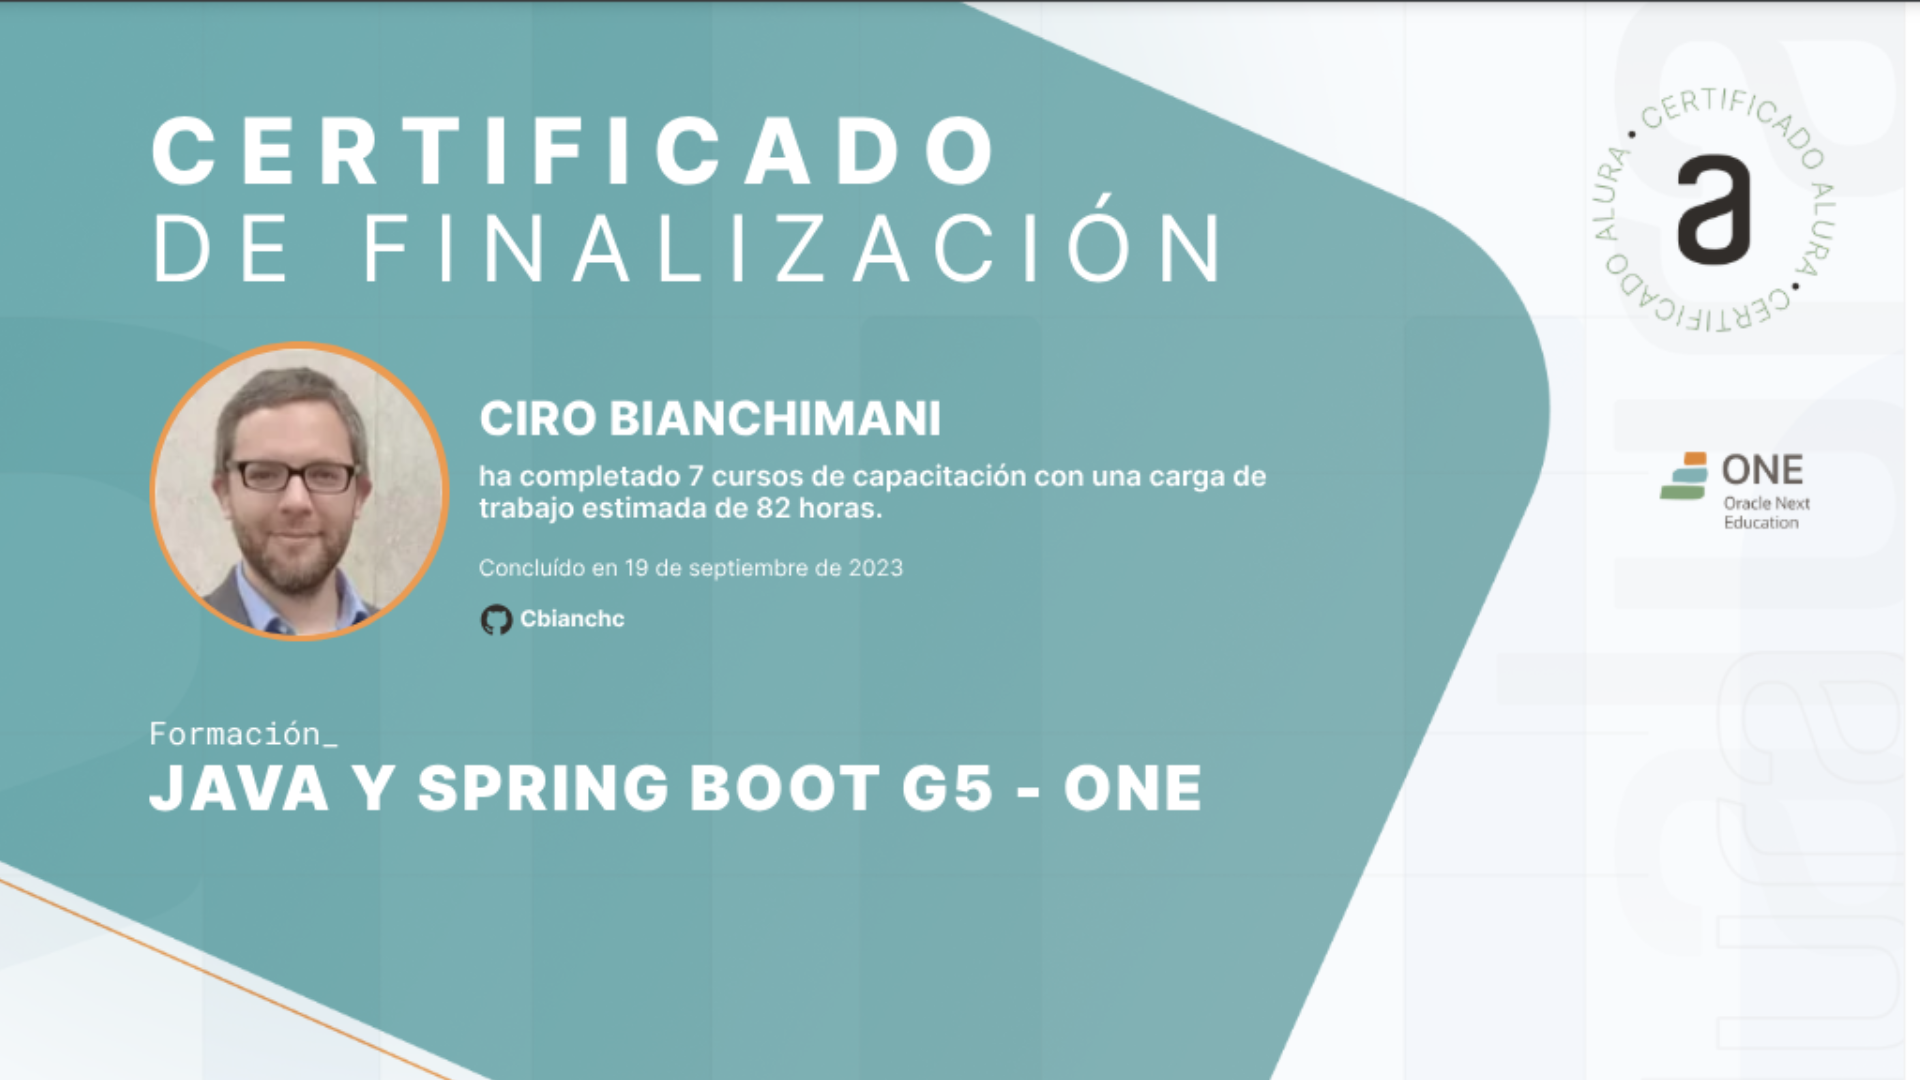 CERTIFICADO
DE FINALIZACIÓN
CERTIFICADO ALURA • CERTIFICADO ALURA •
a
CIRO BIANCHIMANI
ha completado 7 cursos de capacitación con una carga de
trabajo estimada de 82 horas.
Concluído en 19 de septiembre de 2023
Cbianchc
ONE
Oracle Next
Education
Formación_
JAVA Y SPRING BOOT G5 - ONE